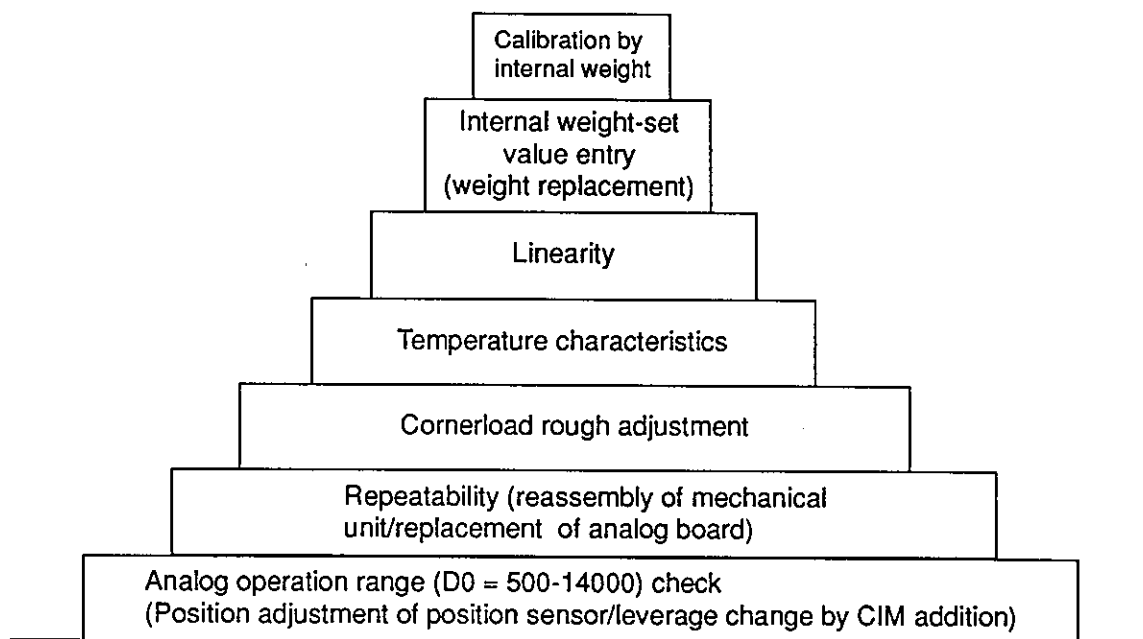 Calibration by
internal weight
Internal weight-set
value entry
(weight replacement)
Linearity
Temperature characteristics
Cornerload rough adjustment
Repeatability (reassembly of mechanical
unit/replacement of analog board)
Analog operation range (D0 = 500-14000) check
(Position adjustment of position sensor/leverage change by CIM addition)